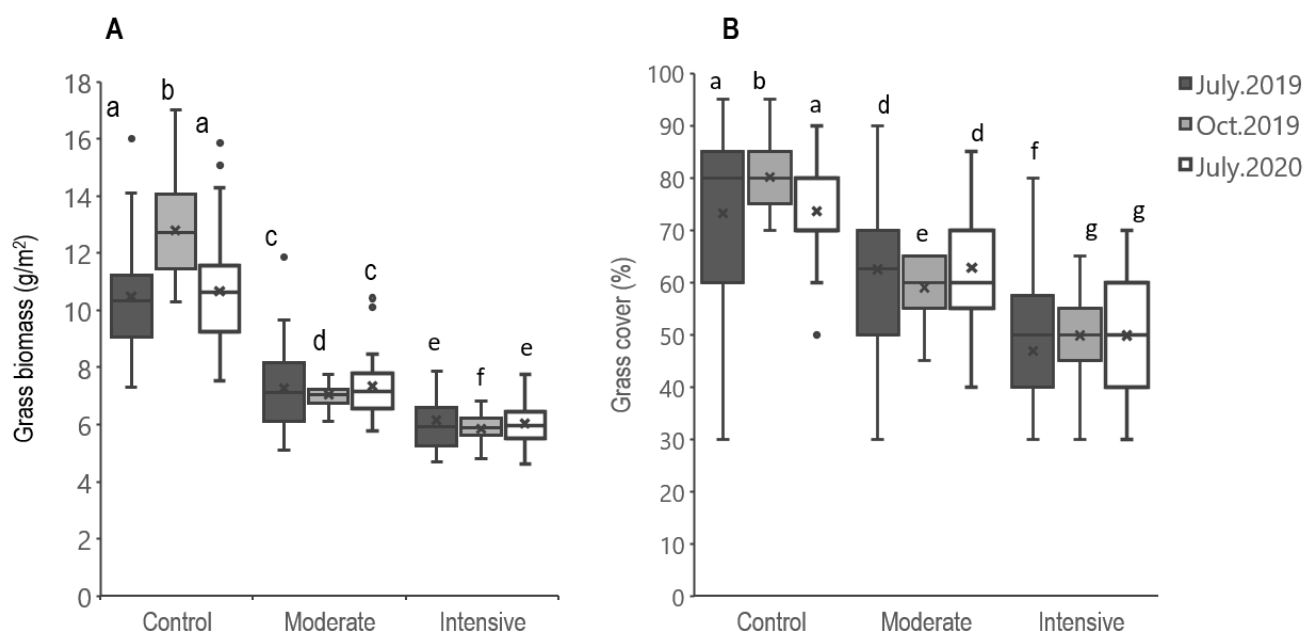 A
Grass biomass (g/m²)
18
16
14
12
10
8
6
4
2
0
a
b
a
c
d
c
e
f
e
Control
Moderate
Intensive
B
Grass cover (%)
100
90
80
70
60
50
40
30
20
10
0
a
b
a
d
e
d
f
g
g
Control
Moderate
Intensive
July.2019
Oct.2019
July.2020